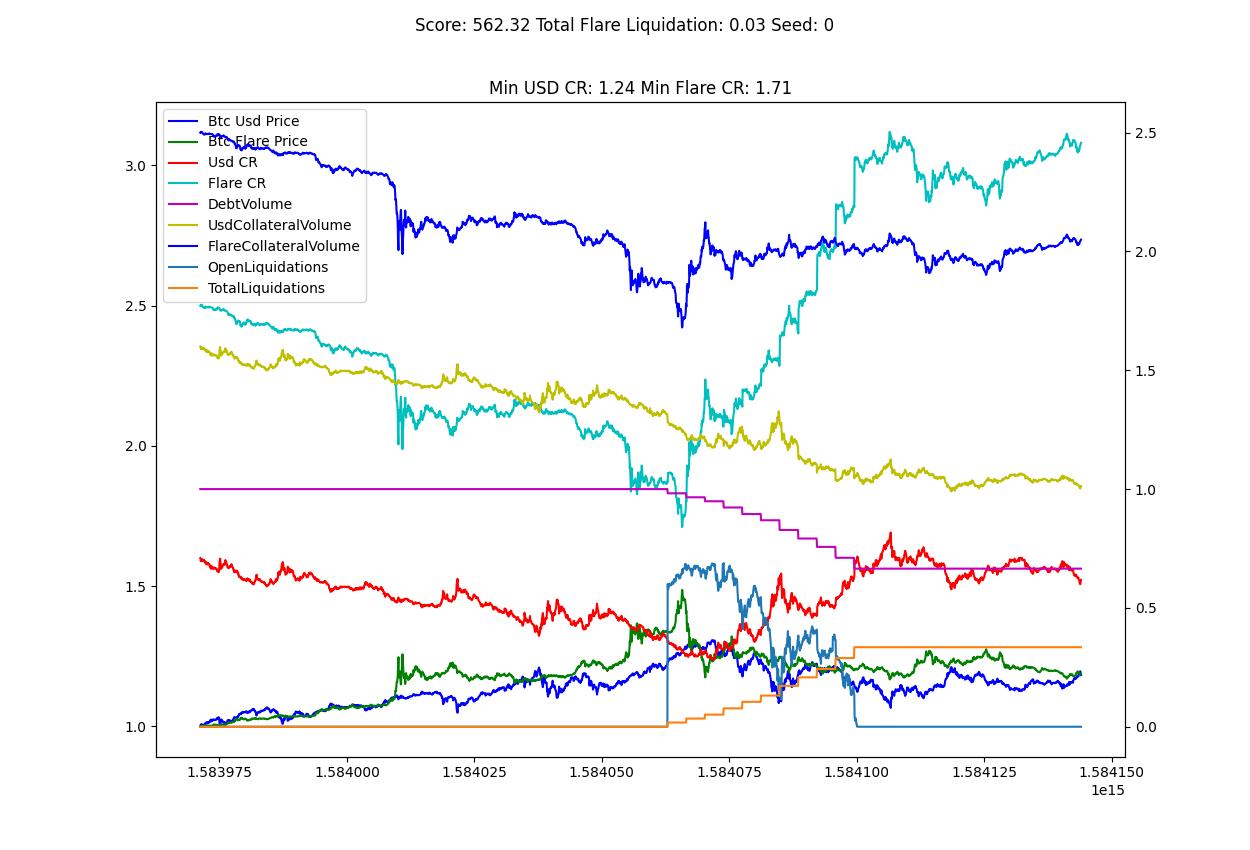 Score: 562.32 Total Flare Liquidation: 0.03 Seed: 0
Min USD CR: 1.24 Min Flare CR: 1.71
Btc Usd Price
Btc Flare Price
Usd CR
Flare CR
DebtVolume
UsdCollateralVolume
FlareCollateralVolume
OpenLiquidations
TotalLiquidations
3.0
2.5
2.0
1.5
1.0
2.5
2.0
1.5
1.0
0.5
0.0
1.583975 1.584000 1.584025 1.584050 1.584075 1.584100 1.584125 1.584150
1e15